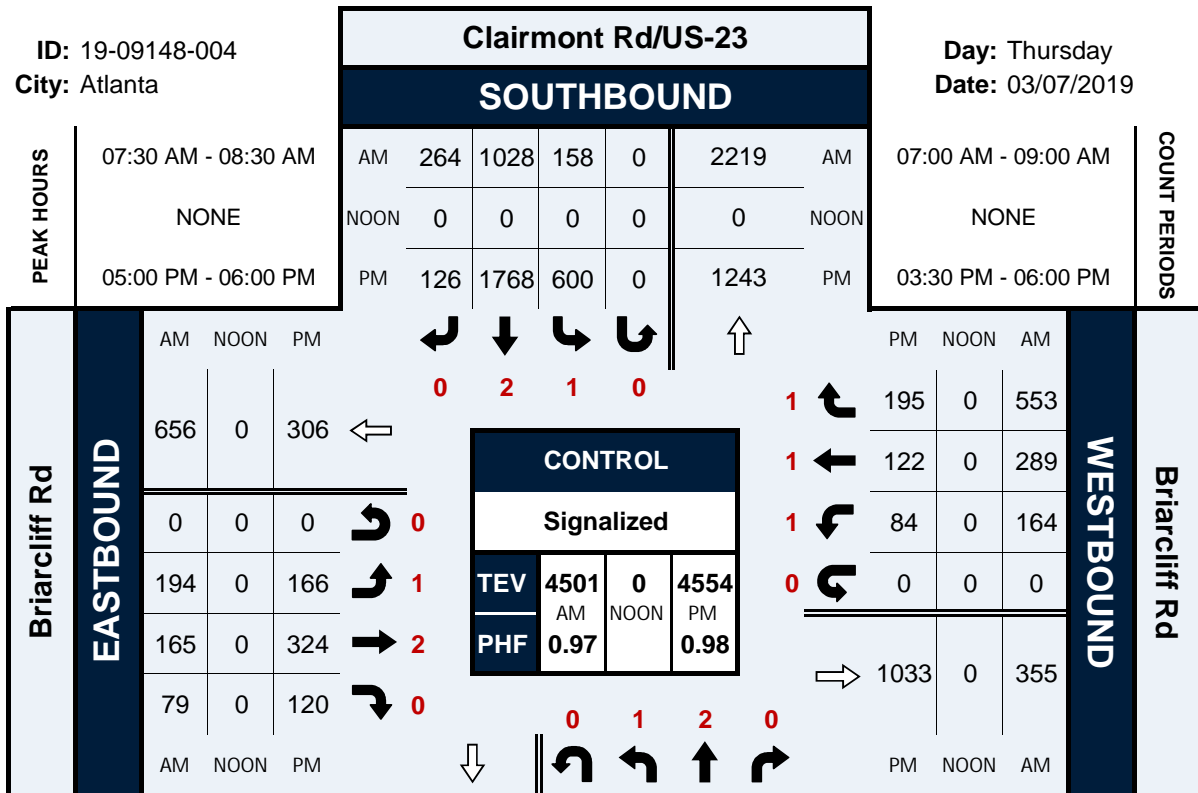 ID: 19-09148-004
City: Atlanta
Clairmont Rd/US-23
SOUTHBOUND
Day: Thursday
Date: 03/07/2019
PEAK HOURS
07:30 AM - 08:30 AM
NONE
05:00 PM - 06:00 PM
AM 264 1028 158 0 2219 AM
NOON 0 0 0 0 0 NOON
PM 126 1768 600 0 1243 PM
07:00 AM - 09:00 AM
NONE
03:30 PM - 06:00 PM
COUNT PERIODS
0 2 1 0
Briarcliff Rd
EASTBOUND
AM NOON PM
656 0 306
0 0 0 0
194 0 166 1
165 0 324 2
79 0 120 0
AM NOON PM
CONTROL
Signalized
TEV 4501 0 4554
AM NOON PM
PHF 0.97 0.98
PM NOON AM
1 195 0 553
1 122 0 289
1 84 0 164
0 0 0 0
1033 0 355
PM NOON AM
WESTBOUND
Briarcliff Rd
0 1 2 0